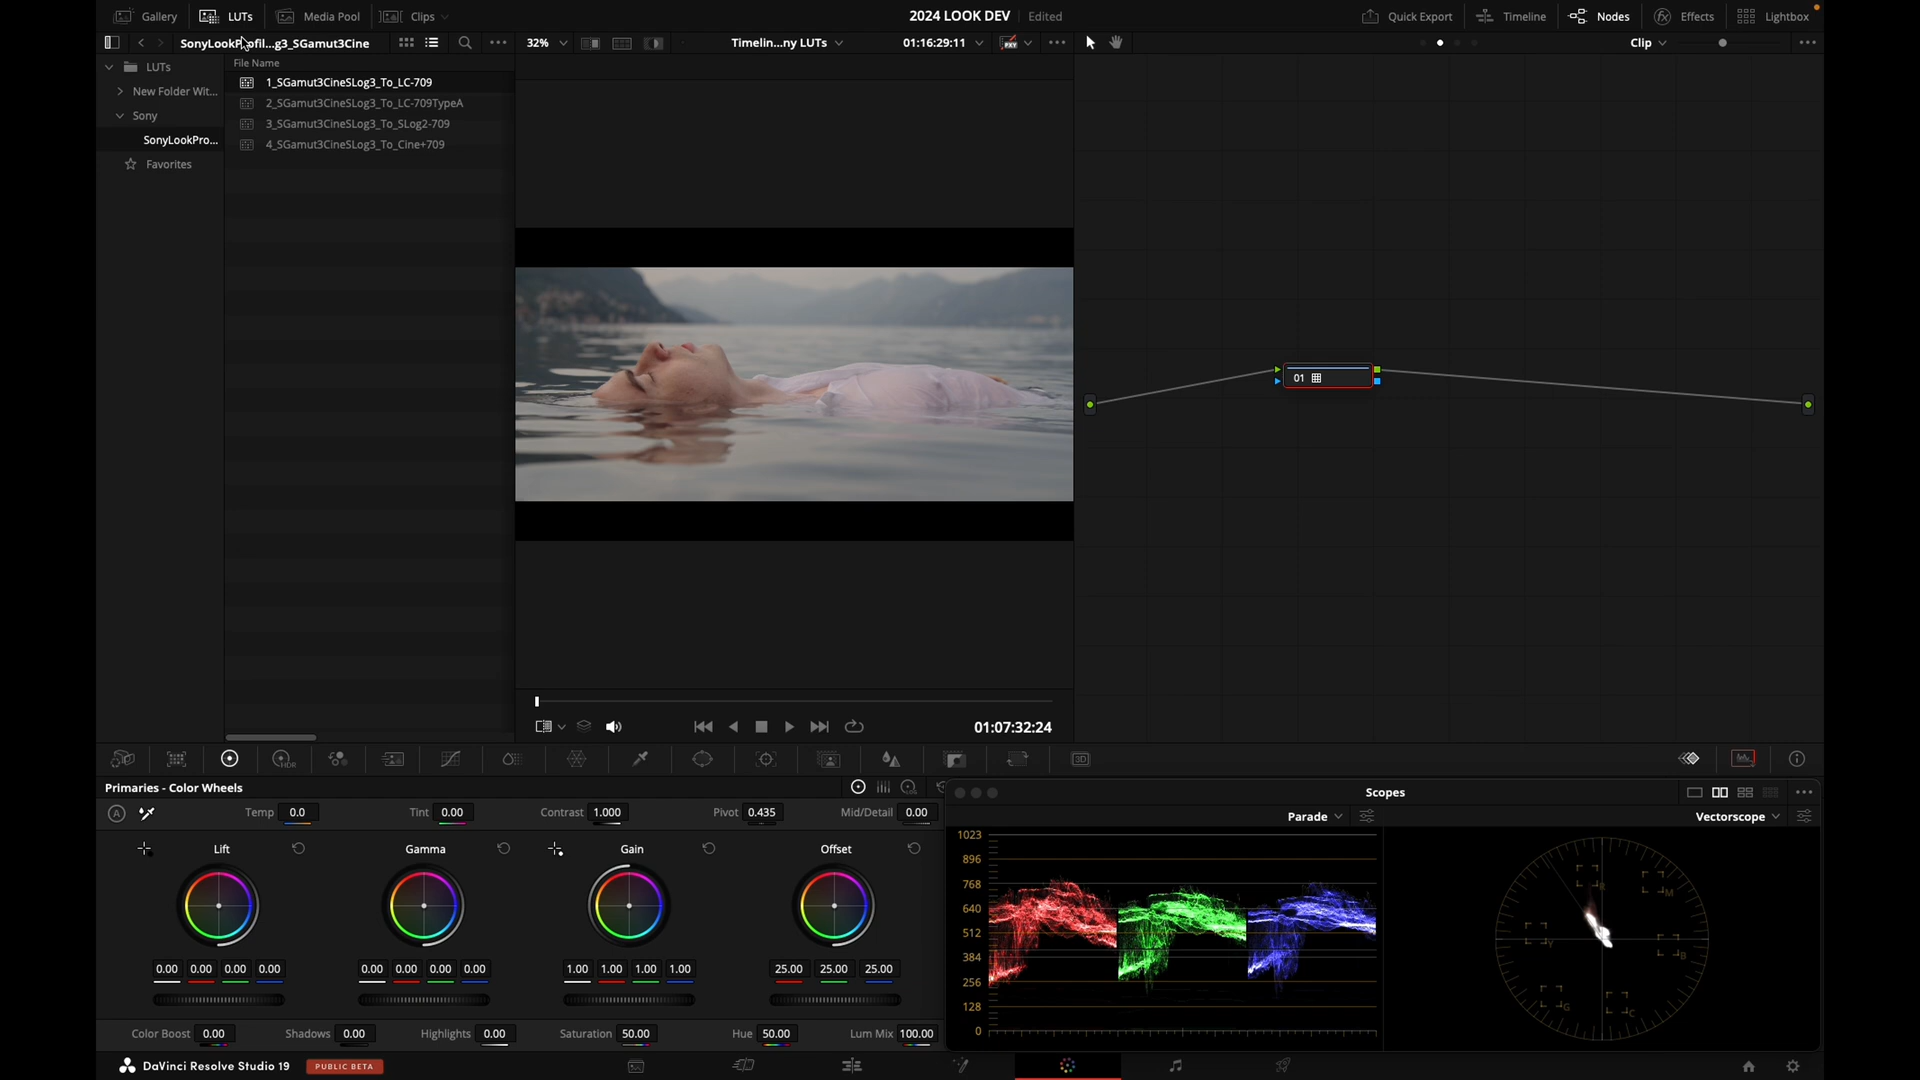 Gallery LUTs Media Pool Clips 2024 LOOK DEV Edited Quick Export Timeline Nodes Effects Lightbox
SonyLookProfil...g3_SGamut3Cine 32% Timelin...ny LUTs 01:16:29:11 Clip
LUTs
New Folder Wit...
Sony
SonyLookPro...
Favorites
File Name
1_SGamut3CineSLog3_To_LC-709
2_SGamut3CineSLog3_To_LC-709TypeA
3_SGamut3CineSLog3_To_SLog2-709
4_SGamut3CineSLog3_To_Cine+709
01
01:07:32:24
HDR
3D
Primaries - Color Wheels
A Temp 0.0 Tint 0.00 Contrast 1.000 Pivot 0.435 Mid/Detail 0.00
Lift Gamma Gain Offset
0.00 0.00 0.00 0.00 0.00 0.00 0.00 0.00 1.00 1.00 1.00 1.00 25.00 25.00 25.00
Color Boost 0.00 Shadows 0.00 Highlights 0.00 Saturation 50.00 Hue 50.00 Lum Mix 100.00
Scopes
Parade Vectorscope
1023
896
768
640
512
384
256
128
0
R
M
Y
B
G
C
DaVinci Resolve Studio 19 PUBLIC BETA